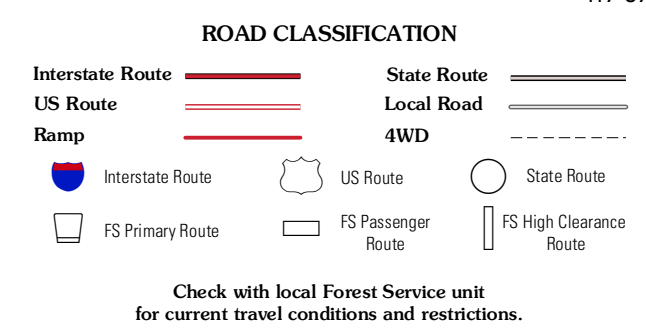 ROAD CLASSIFICATION
Interstate Route
State Route
US Route
Local Road
Ramp
4WD
Interstate Route
US Route
State Route
FS Primary Route
FS Passenger
Route
FS High Clearance
Route
Check with local Forest Service unit
for current travel conditions and restrictions.